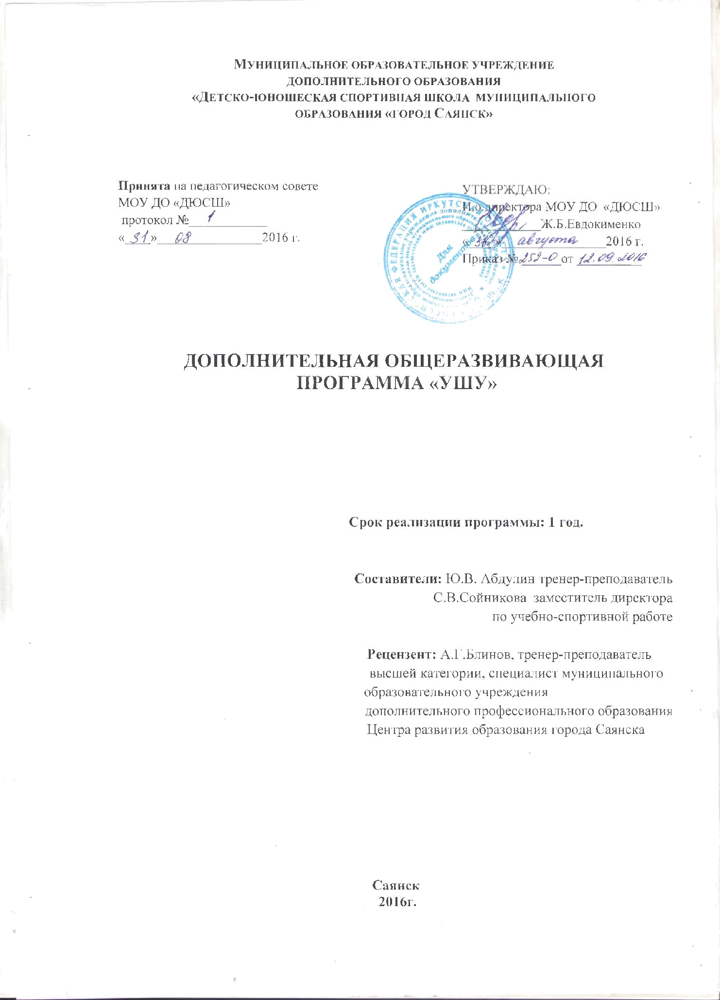 МУНИЦИПАЛЬНОЕ ОБРАЗОВАТЕЛЬНОЕ УЧРЕЖДЕНИЕ
ДОПОЛНИТЕЛЬНОГО ОБРАЗОВАНИЯ
«ДЕТСКО-ЮНОШЕСКАЯ СПОРТИВНАЯ ШКОЛА МУНИЦИПАЛЬНОГО
ОБРАЗОВАНИЯ «ГОРОД САЯНСК»
Принята на педагогическом совете
МОУ ДО «ДЮСШ»
протокол № 1
«31» 08 2016 г.
УТВЕРЖДАЮ:
И.о.директора МОУ ДО «ДЮСШ»
Ж.Б.Евдокименко
«31» августа 2016 г.
Приказ № 252-О от 12.09.2016
Для
документов
ДОПОЛНИТЕЛЬНАЯ ОБЩЕРАЗВИВАЮЩАЯ
ПРОГРАММА «УШУ»
Срок реализации программы: 1 год.
Составители: Ю.В. Абдулин тренер-преподаватель
С.В.Сойникова заместитель директора
по учебно-спортивной работе
Рецензент: А.Г.Блинов, тренер-преподаватель
высшей категории, специалист муниципального
образовательного учреждения
дополнительного профессионального образования
Центра развития образования города Саянска
Саянск
2016г.